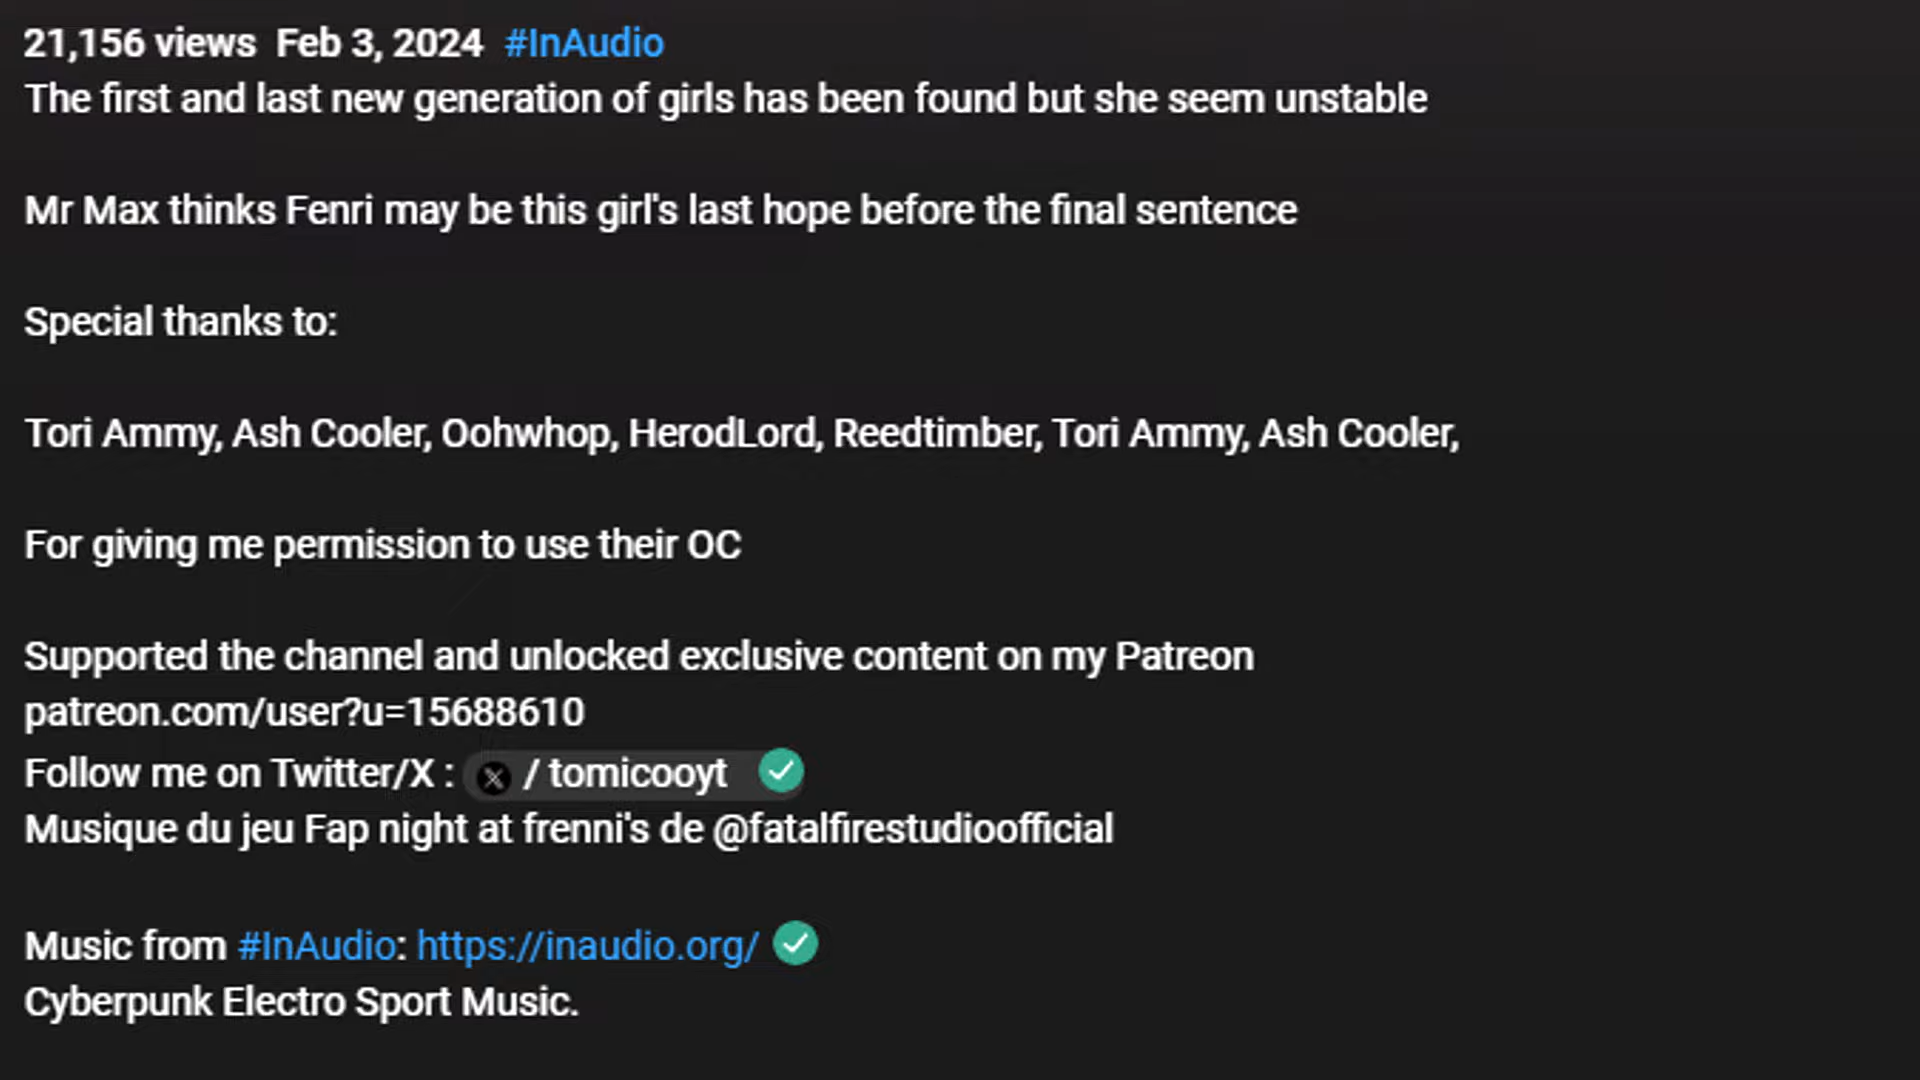 21,156 views Feb 3, 2024 #InAudio
The first and last new generation of girls has been found but she seem unstable
Mr Max thinks Fenri may be this girl's last hope before the final sentence
Special thanks to:
Tori Ammy, Ash Cooler, Oohwhop, HerodLord, Reedtimber, Tori Ammy, Ash Cooler,
For giving me permission to use their OC
Supported the channel and unlocked exclusive content on my Patreon
patreon.com/user?u=15688610
Follow me on Twitter/X : X / tomicooyt
Musique du jeu Fap night at frenni's de @fatalfirestudioofficial
Music from #InAudio: https://inaudio.org/
Cyberpunk Electro Sport Music.